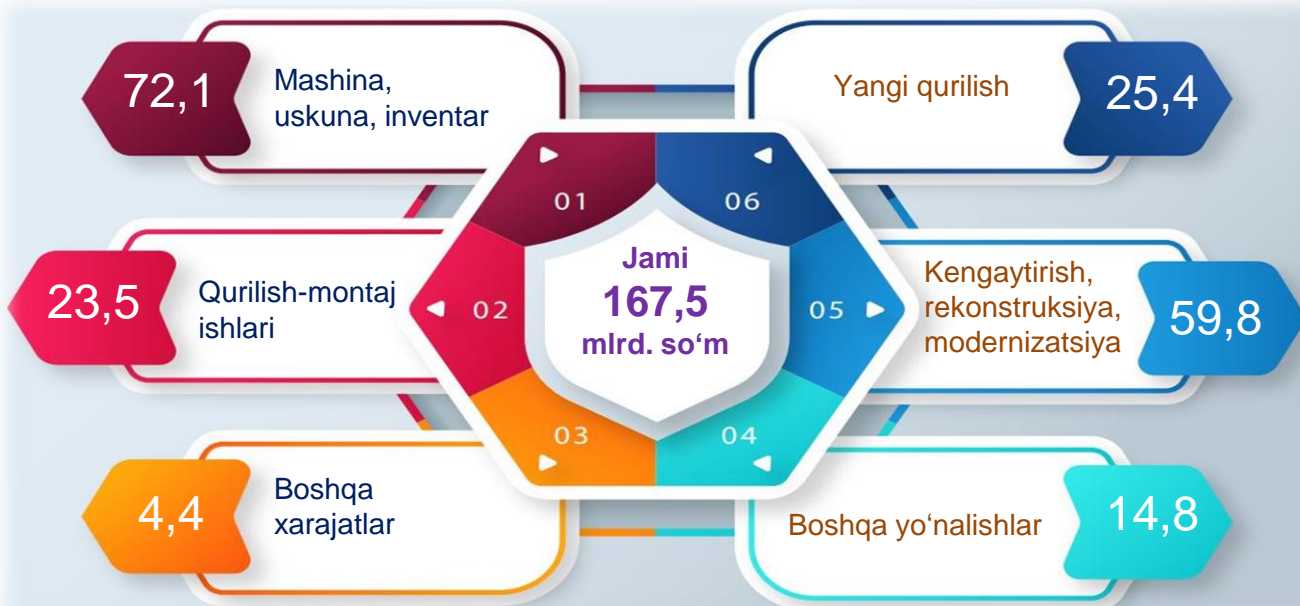 72,1
Mashina,
uskuna, inventar
Yangi qurilish
25,4
01
06
23,5
Qurilish-montaj
ishlari
02
Jami
167,5
mlrd. so‘m
05
Kengaytirish,
rekonstruksiya,
modernizatsiya
59,8
03
04
4,4
Boshqa
xarajatlar
Boshqa yo‘nalishlar
14,8